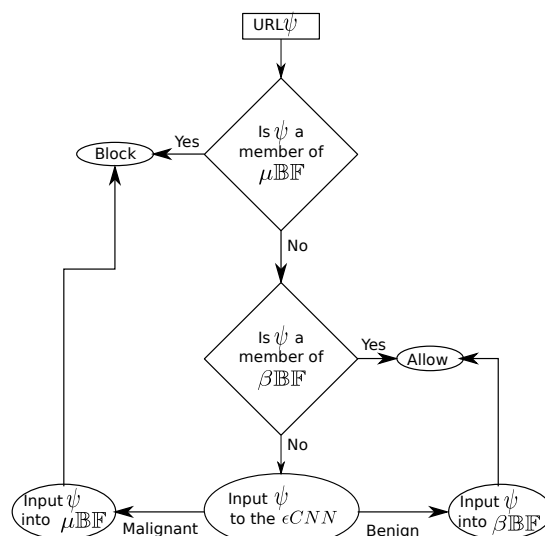 URLψ
Is ψ a
member of
μ𝔹𝔽
Yes
Block
No
Is ψ a
member of
β𝔹𝔽
Yes
Allow
No
Input ψ
into μ𝔹𝔽
Malignant
Input ψ
to the ϵCNN
Benign
Input ψ
into β𝔹𝔽